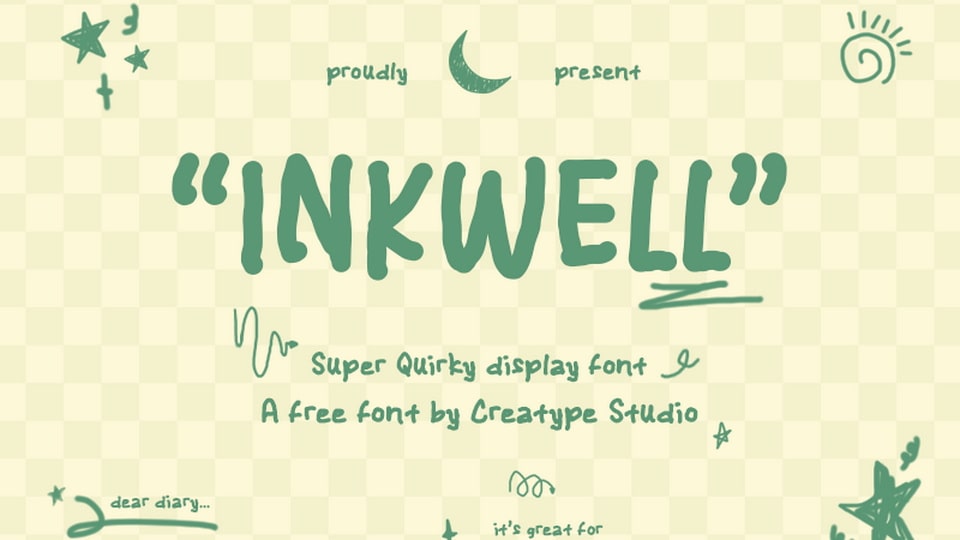 proudly present
“INKWELL”
Super Quirky display font
A free font by Creatype Studio
dear diary...
it's great for